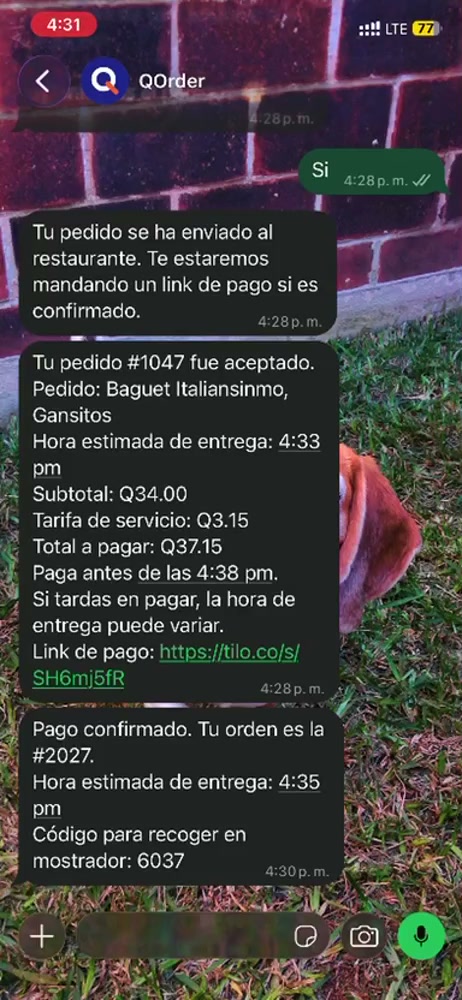 4:31
LTE 77
QOrder
4:28 p. m.
Si
4:28 p. m.
Tu pedido se ha enviado al
restaurante. Te estaremos
mandando un link de pago si es
confirmado.
4:28 p. m.
Tu pedido #1047 fue aceptado.
Pedido: Baguet Italiansinmo,
Gansitos
Hora estimada de entrega: 4:33
pm
Subtotal: Q34.00
Tarifa de servicio: Q3.15
Total a pagar: Q37.15
Paga antes de las 4:38 pm.
Si tardas en pagar, la hora de
entrega puede variar.
Link de pago: https://tilo.co/s/
SH6mj5fR
4:28 p. m.
Pago confirmado. Tu orden es la
#2027.
Hora estimada de entrega: 4:35
pm
Código para recoger en
mostrador: 6037
4:30 p. m.